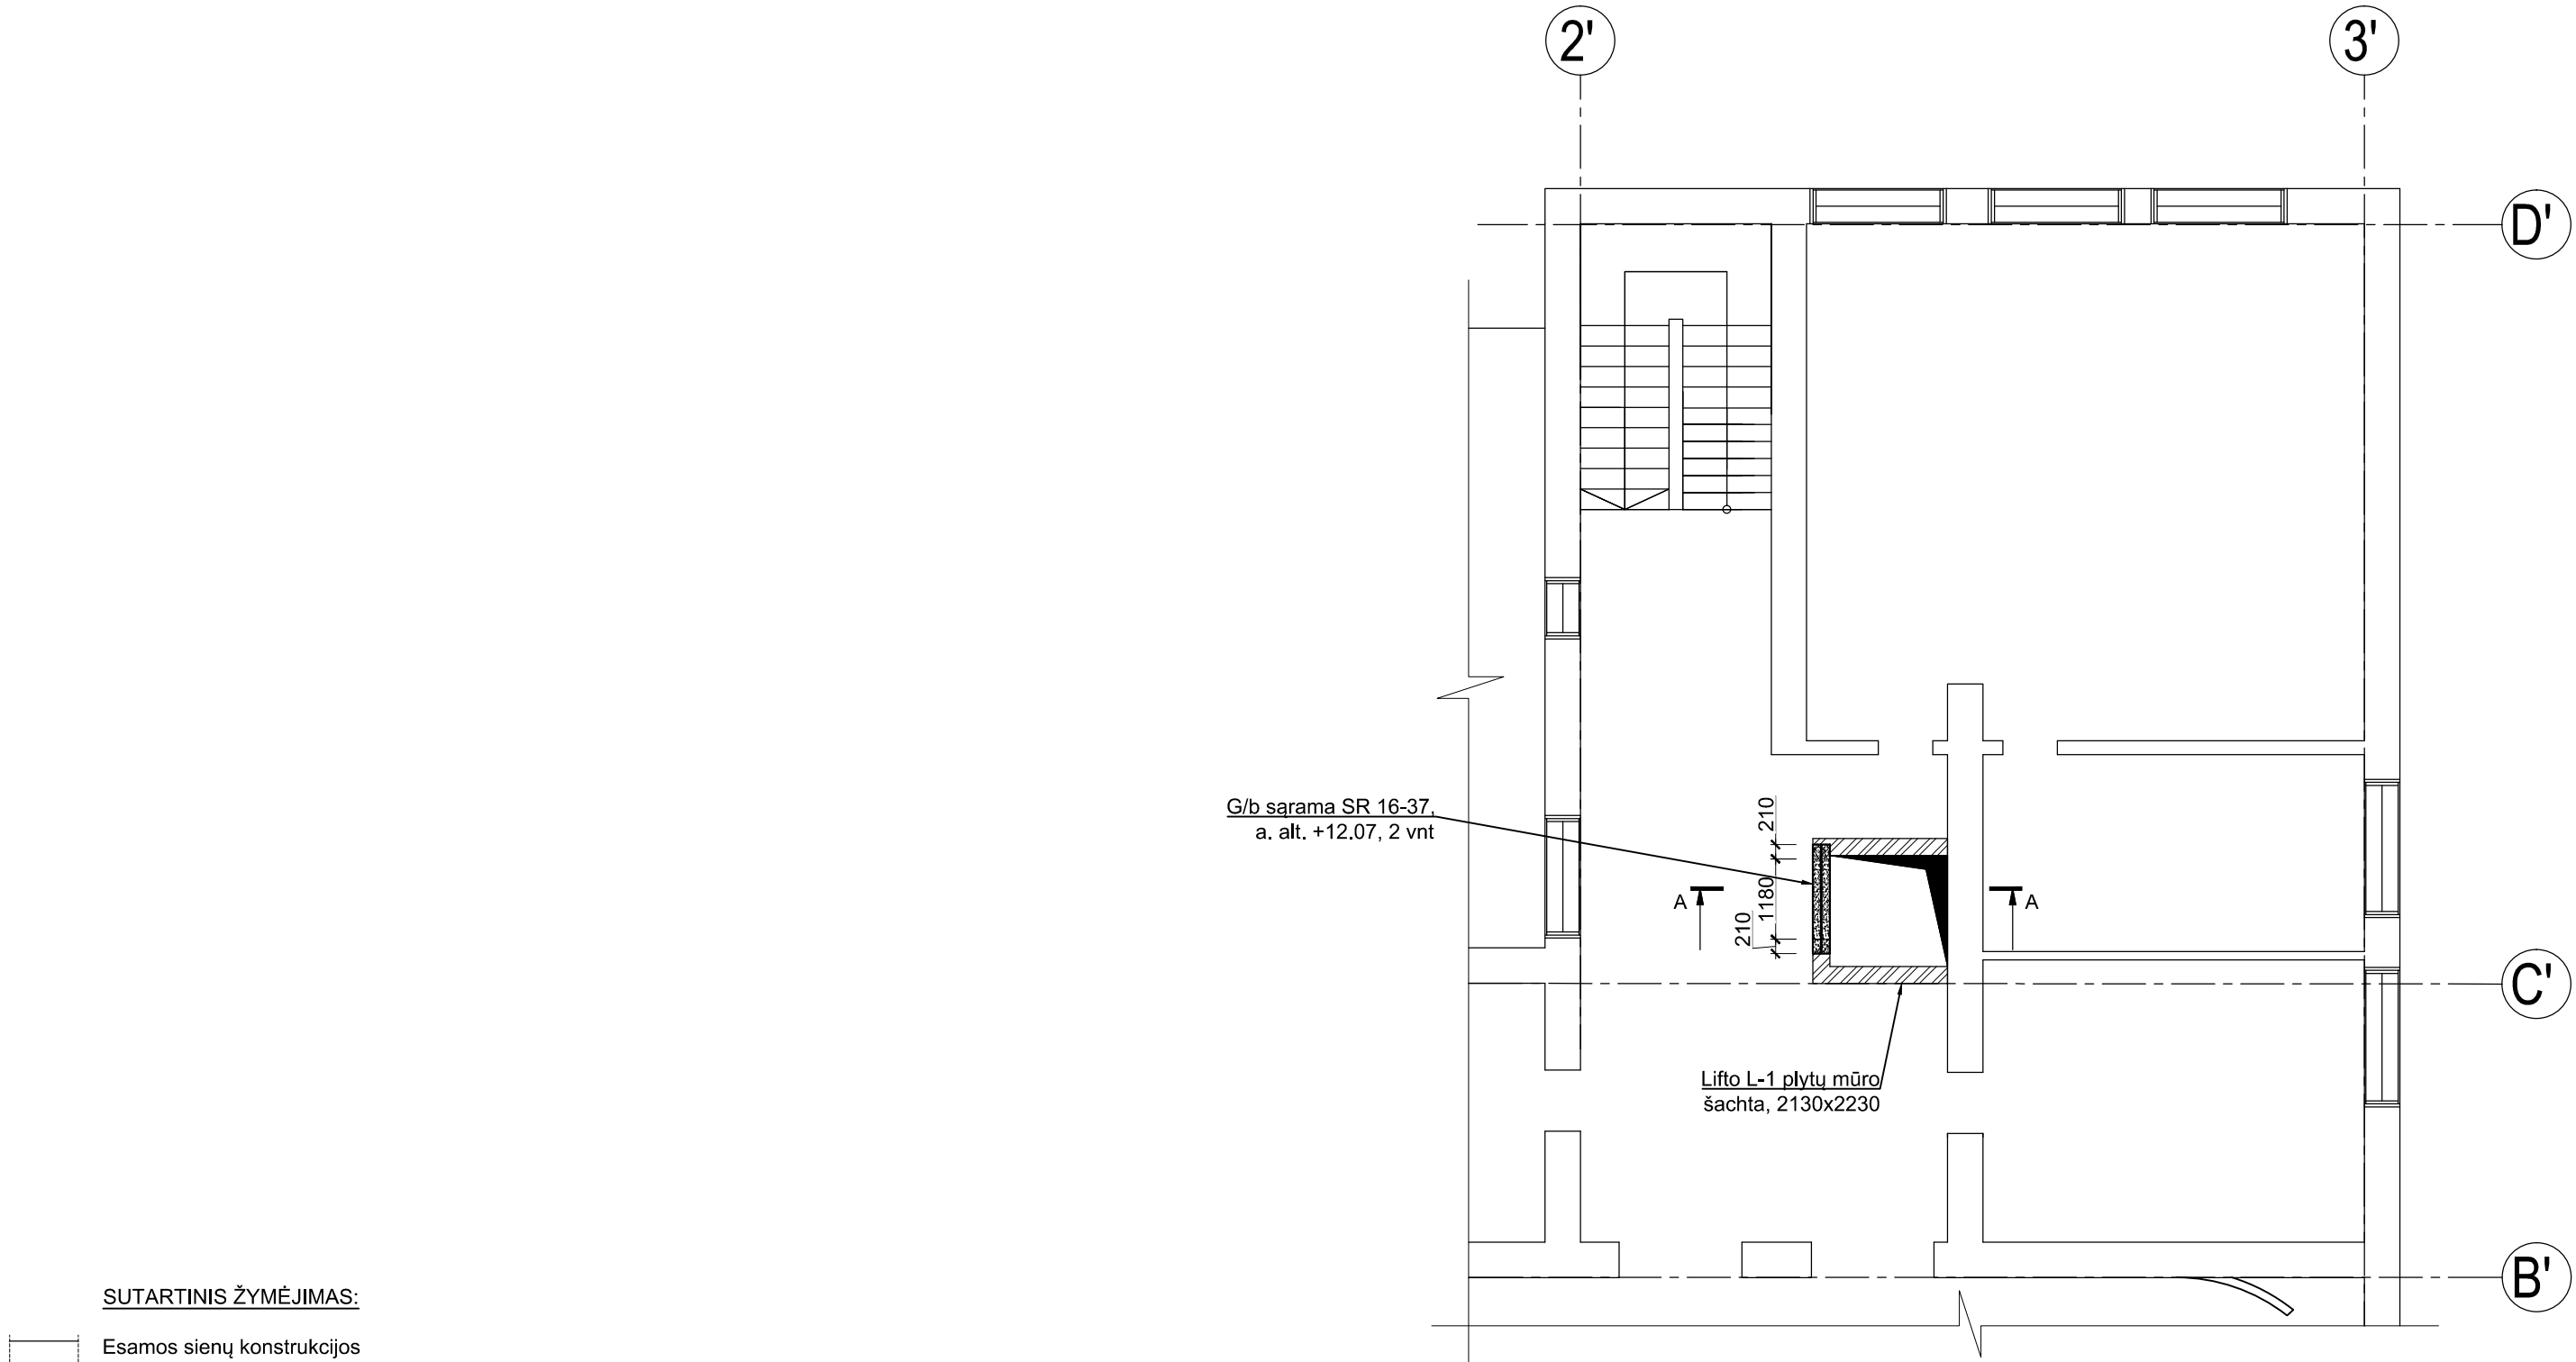 2'
3'
D'
G/b sąrama SR 16-37,
a. alt. +12.07, 2 vnt
210
1180
210
A
A
C'
Lifto L-1 plytų mūro
šachta, 2130x2230
B'
SUTARTINIS ŽYMĖJIMAS:
Esamos sienų konstrukcijos